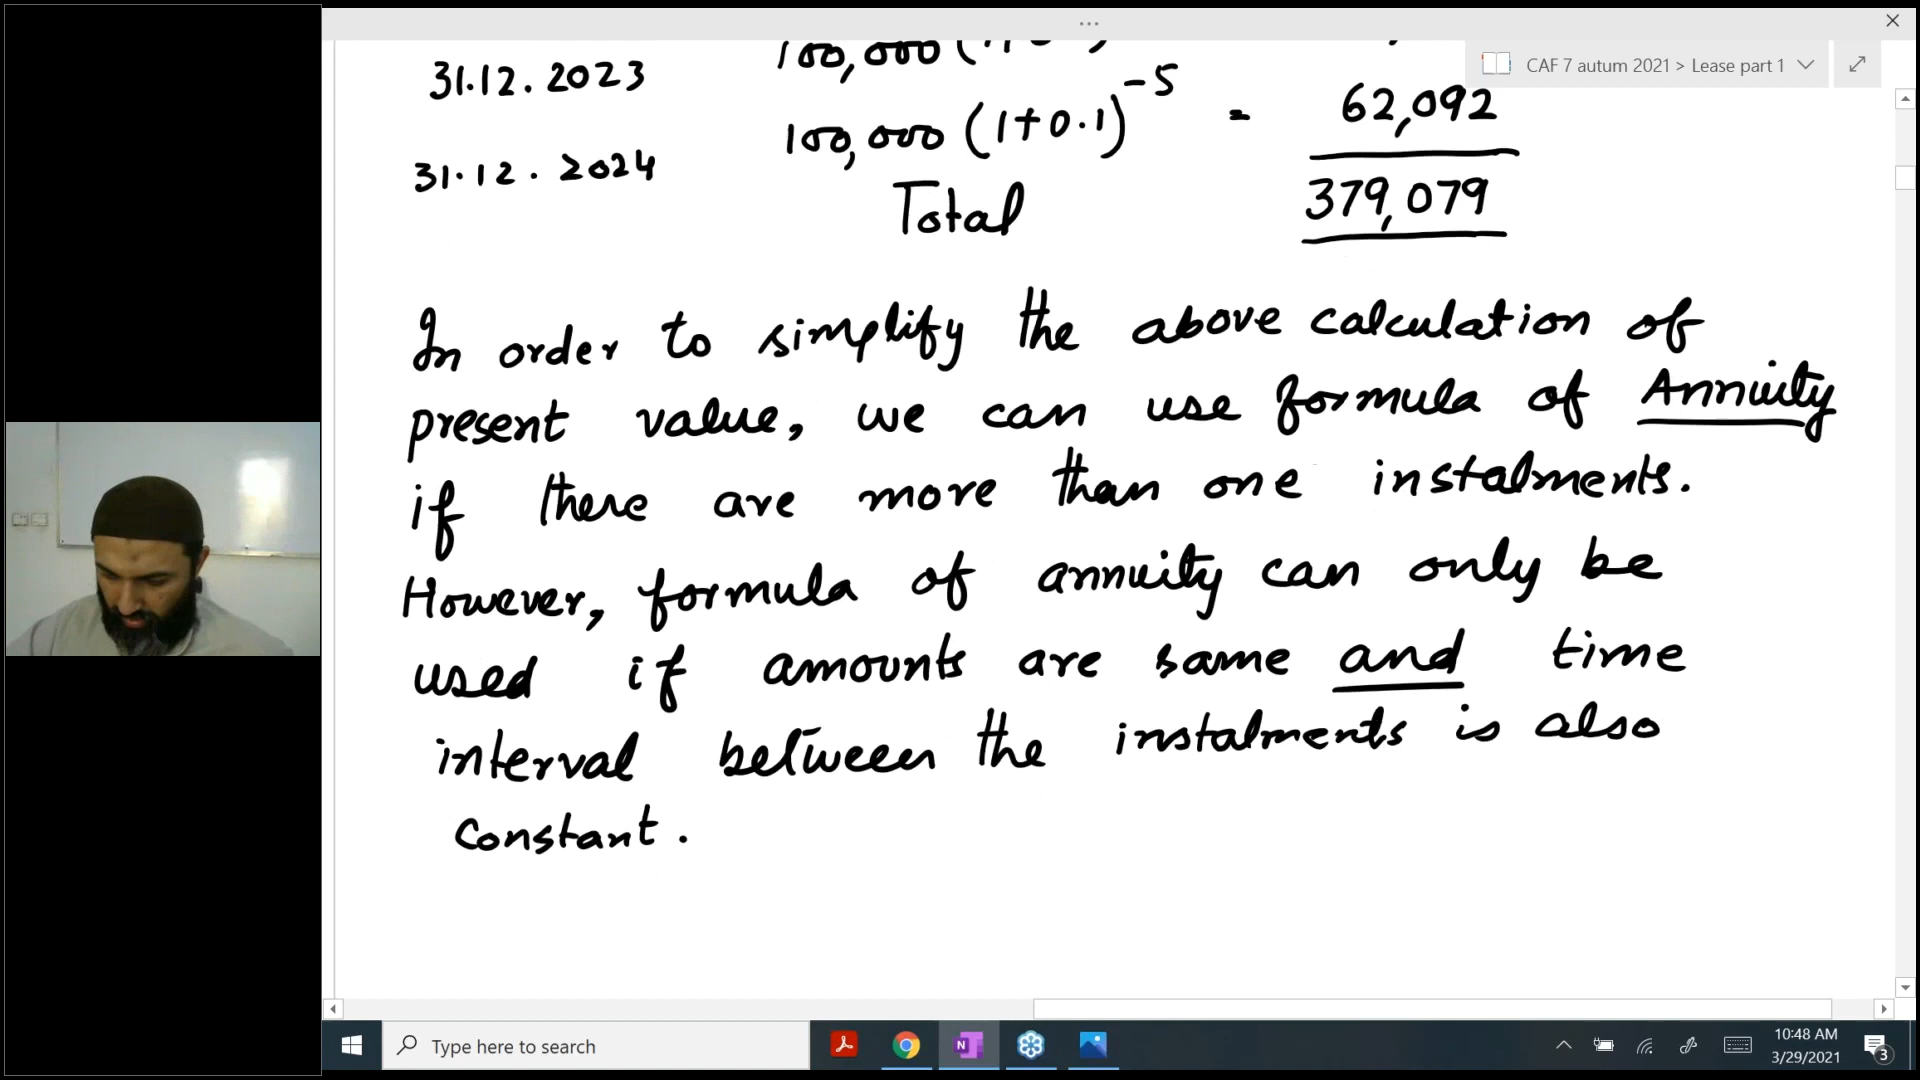 ...
CAF 7 autum 2021 > Lease part 1
31.12.2023
100,000 (1+0.1)-5 = 62,092
31.12.2024
Total 379,079
In order to simplify the above calculation of
present value, we can use formula of Annuity
if there are more than one instalments.
However, formula of annuity can only be
used if amounts are same and time
interval between the instalments is also
constant.
Type here to search
10:48 AM
3/29/2021
3